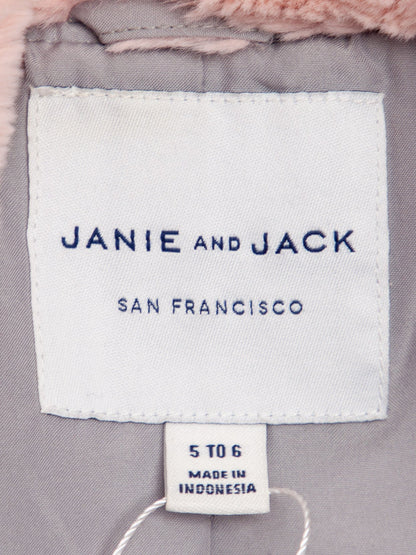 JANIE AND JACK
SAN FRANCISCO
5 TO 6
MADE IN
INDONESIA